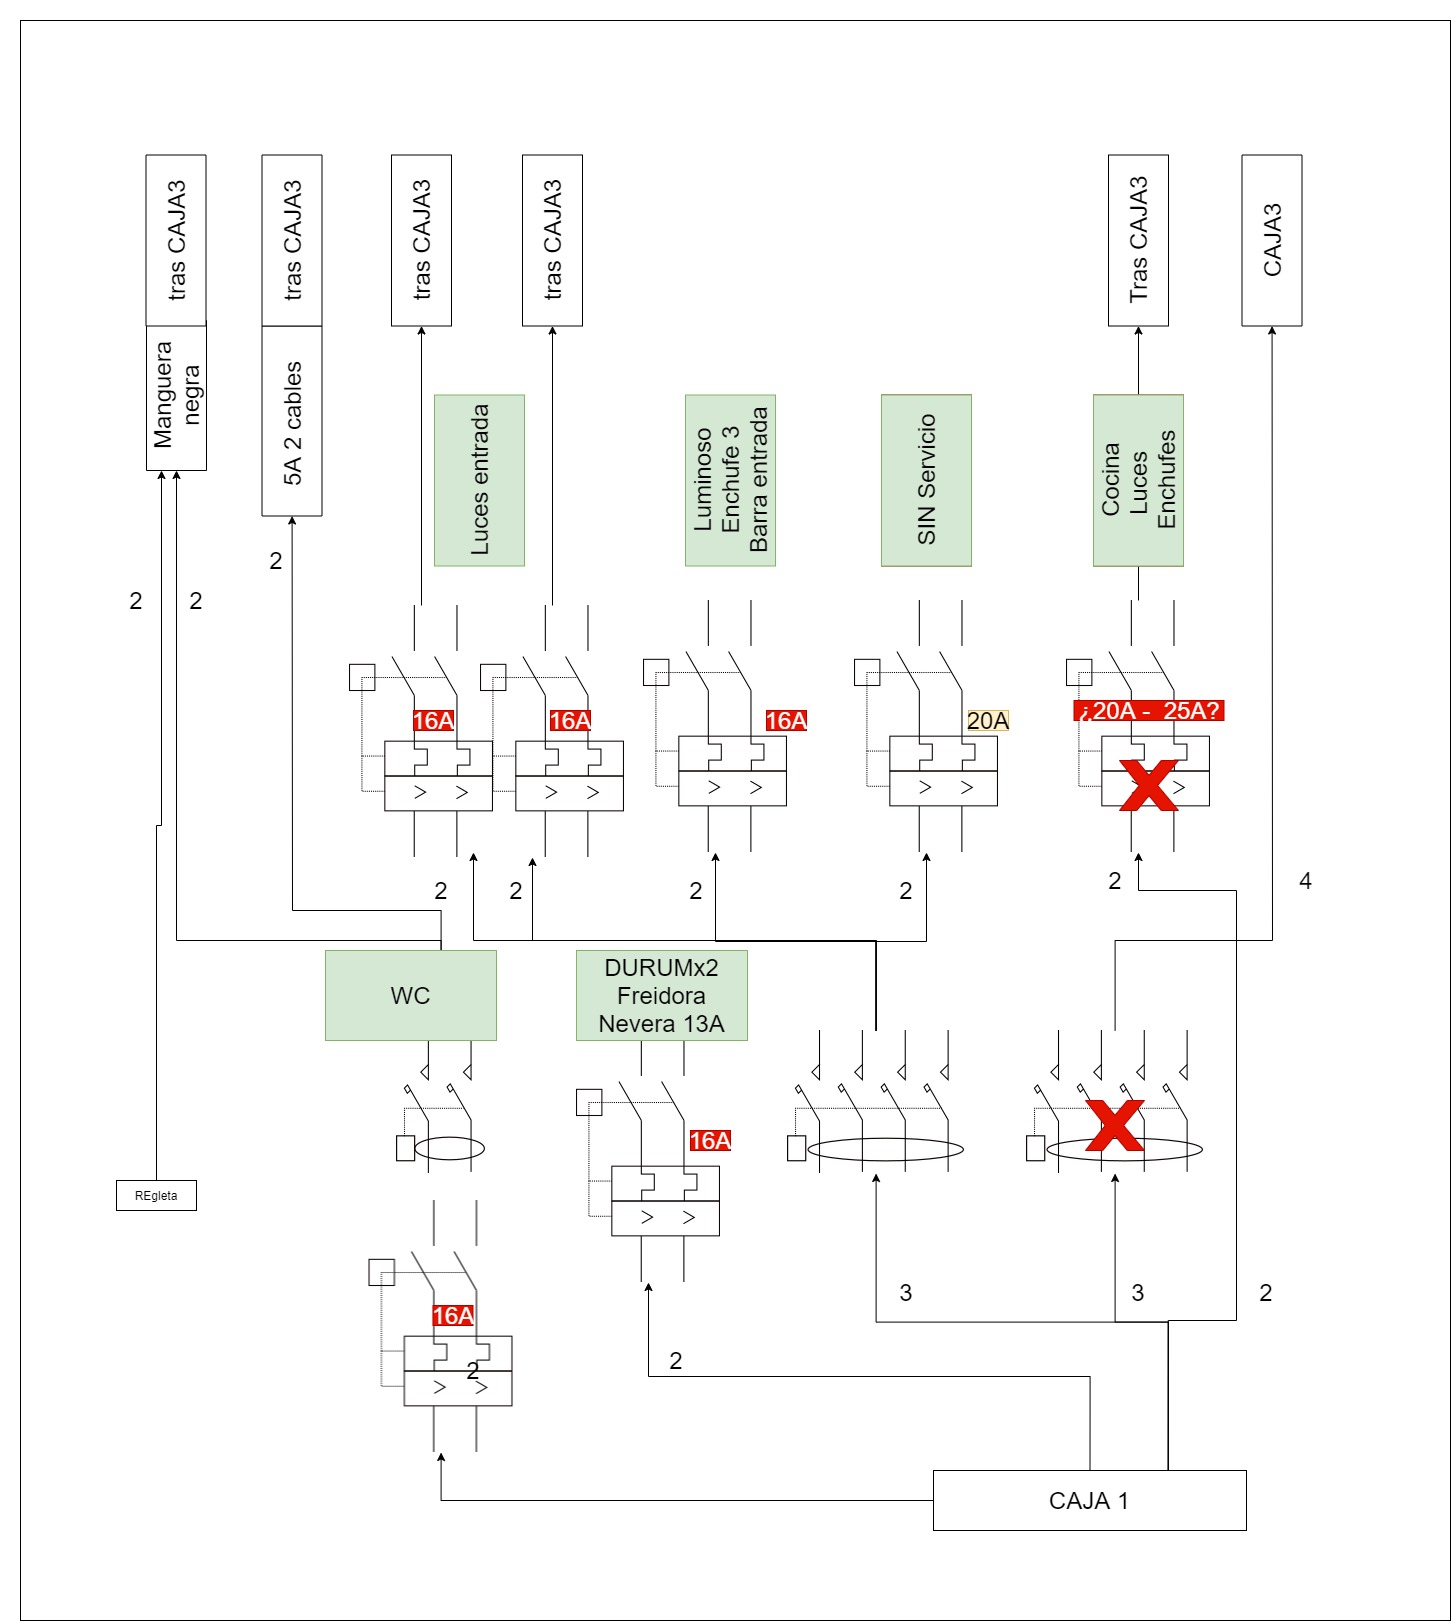 tras CAJA3
tras CAJA3
tras CAJA3
tras CAJA3
Tras CAJA3
CAJA3
Manguera
negra
5A 2 cables
Luces entrada
Luminoso
Enchufe 3
Barra entrada
SIN Servicio
Cocina
Luces
Enchufes
2
2
2
16A
16A
16A
20A
¿20A - 25A?
2
2
2
2
2
4
WC
DURUMx2
Freidora
Nevera 13A
16A
REgleta
3
3
2
16A
2
2
CAJA 1